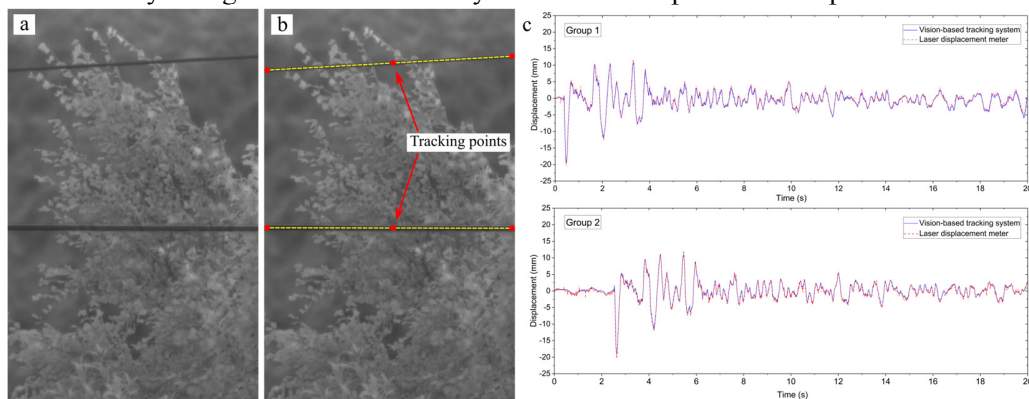 a
b
Tracking points
c
Group 1
Vision-based tracking system
Laser displacement meter
Displacement (mm)
25
20
15
10
5
0
-5
-10
-15
-20
-25
0 2 4 6 8 10 12 14 16 18 20
Time (s)
Group 2
Vision-based tracking system
Laser displacement meter
Displacement (mm)
25
20
15
10
5
0
-5
-10
-15
-20
-25
0 2 4 6 8 10 12 14 16 18 20
Time (s)